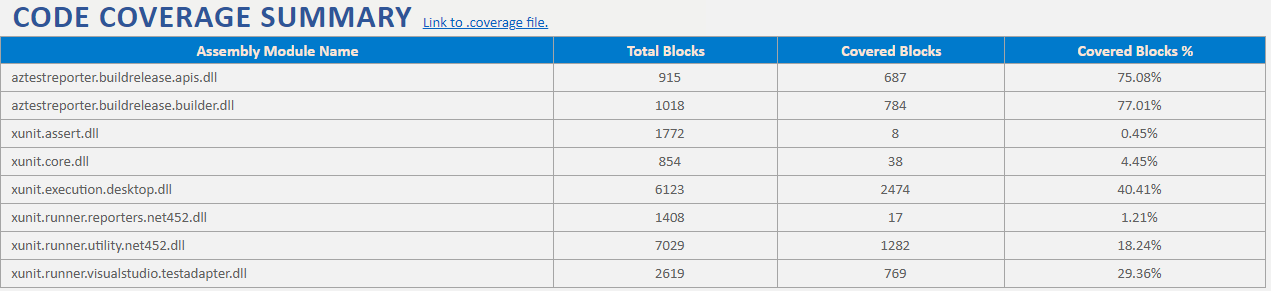 CODE COVERAGE SUMMARY Link to .coverage file.
Assembly Module Name Total Blocks Covered Blocks Covered Blocks %
aztestreporter.buildrelease.apis.dll 915 687 75.08%
aztestreporter.buildrelease.builder.dll 1018 784 77.01%
xunit.assert.dll 1772 8 0.45%
xunit.core.dll 854 38 4.45%
xunit.execution.desktop.dll 6123 2474 40.41%
xunit.runner.reporters.net452.dll 1408 17 1.21%
xunit.runner.utility.net452.dll 7029 1282 18.24%
xunit.runner.visualstudio.testadapter.dll 2619 769 29.36%